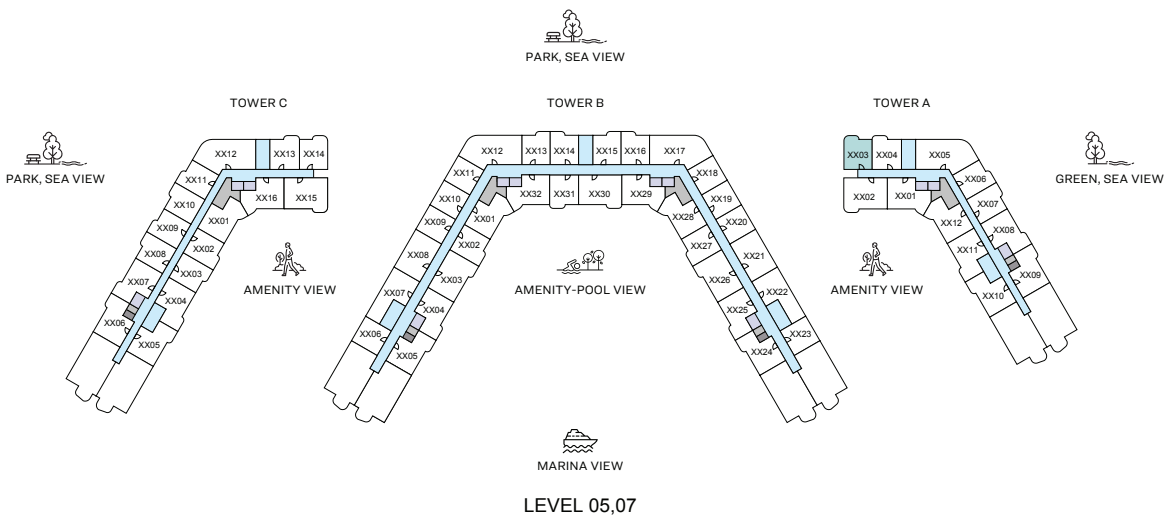 PARK, SEA VIEW
TOWER C
TOWER B
TOWER A
PARK, SEA VIEW
GREEN, SEA VIEW
XX12
XX13
XX14
XX11
XX10
XX01
XX16
XX15
XX09
XX02
XX08
XX03
XX07
XX04
XX06
XX05
AMENITY VIEW
XX12
XX13
XX14
XX15
XX16
XX17
XX11
XX32
XX31
XX30
XX29
XX18
XX10
XX01
XX28
XX19
XX09
XX02
XX27
XX20
XX08
XX03
XX26
XX21
XX07
XX04
XX25
XX22
XX06
XX05
XX24
XX23
AMENITY-POOL VIEW
XX03
XX04
XX05
XX02
XX01
XX06
XX12
XX07
XX11
XX08
XX10
XX09
AMENITY VIEW
MARINA VIEW
LEVEL 05,07